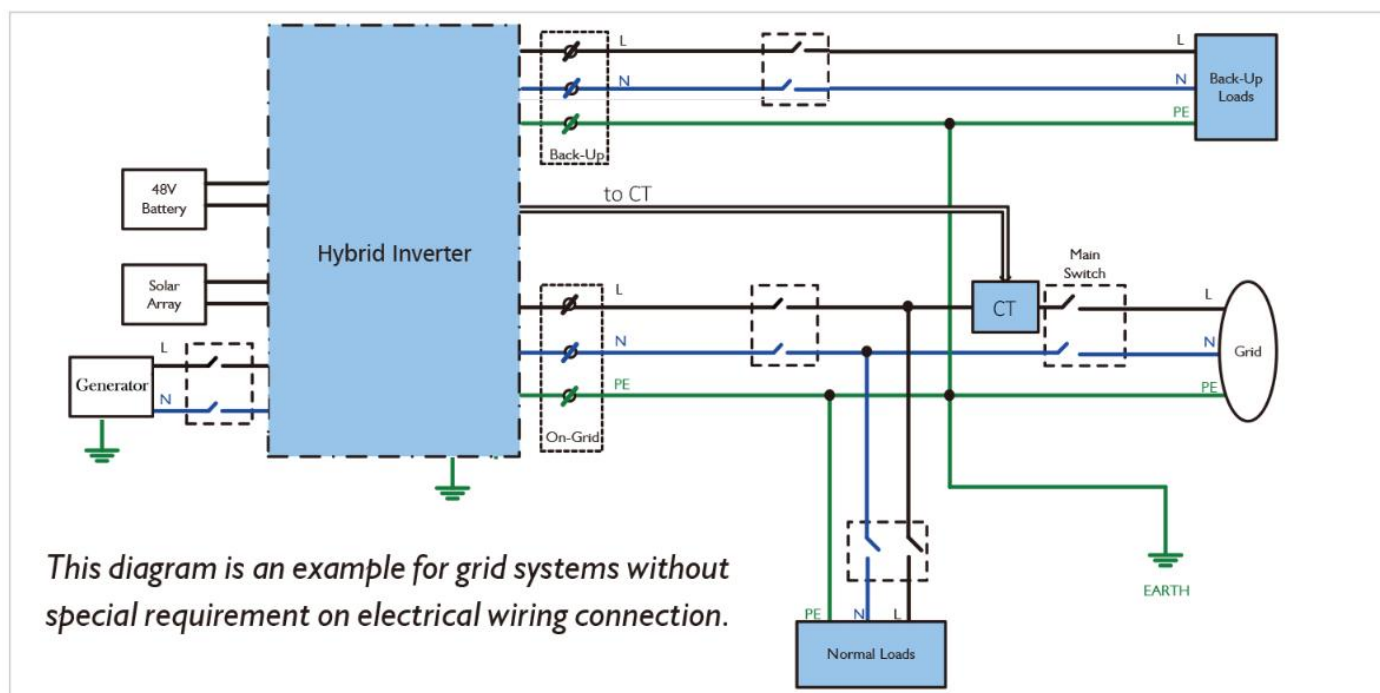 L
N
Back-Up
L
N
PE
Back-Up
Loads
48V
Battery
to CT
Hybrid Inverter
Solar
Array
L
N
PE
On-Grid
CT
Main
Switch
L
N
PE
Grid
L
N
Generator
EARTH
PE
N
L
Normal Loads
This diagram is an example for grid systems without
special requirement on electrical wiring connection.